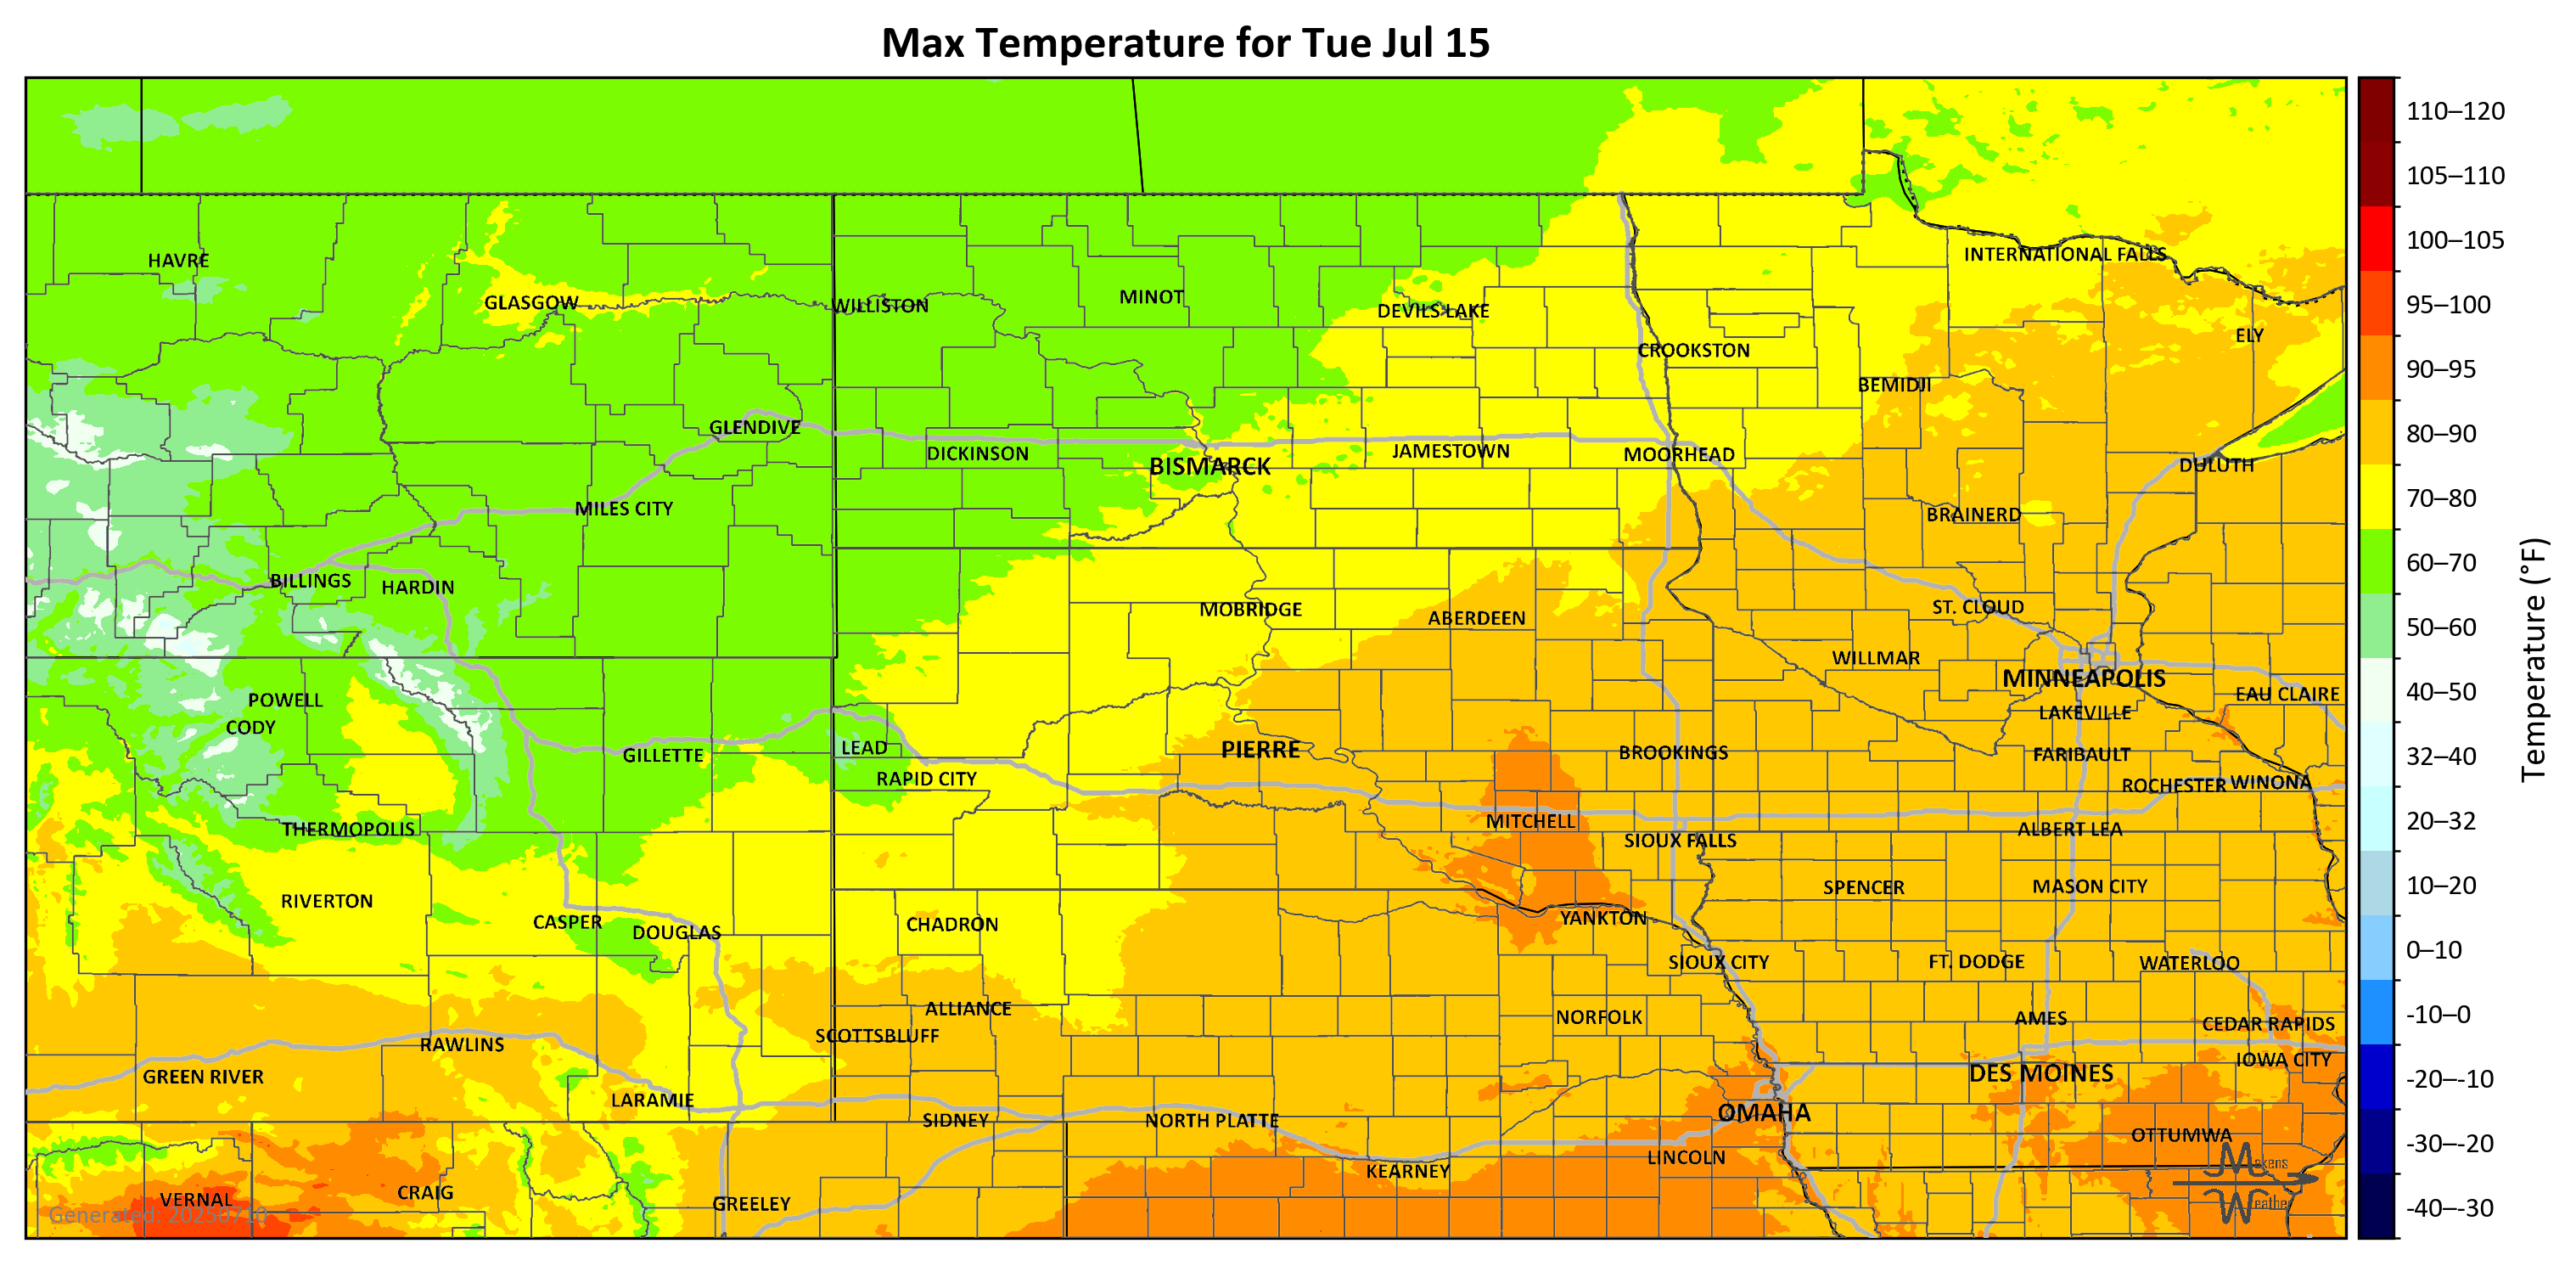 Max Temperature for Tue Jul 15
110–120
105–110
100–105
95–100
90–95
80–90
70–80
60–70
50–60
40–50
32–40
20–32
10–20
0–10
-10–0
-20–-10
-30–-20
-40–-30
Temperature (°F)
HAVRE
INTERNATIONAL FALLS
GLASGOW
WILLISTON
MINOT
DEVILS LAKE
ELY
CROOKSTON
BEMIDJI
GLENDIVE
DICKINSON
BISMARCK
JAMESTOWN
MOORHEAD
DULUTH
MILES CITY
BRAINERD
BILLINGS
HARDIN
MOBRIDGE
ABERDEEN
ST. CLOUD
WILLMAR
MINNEAPOLIS
POWELL
EAU CLAIRE
CODY
LAKEVILLE
GILLETTE
LEAD
PIERRE
BROOKINGS
FARIBAULT
RAPID CITY
ROCHESTER
WINONA
THERMOPOLIS
MITCHELL
SIOUX FALLS
ALBERT LEA
RIVERTON
SPENCER
MASON CITY
CASPER
DOUGLAS
CHADRON
YANKTON
SIOUX CITY
FT. DODGE
WATERLOO
ALLIANCE
NORFOLK
AMES
CEDAR RAPIDS
SCOTTSBLUFF
RAWLINS
IOWA CITY
GREEN RIVER
DES MOINES
LARAMIE
SIDNEY
NORTH PLATTE
OMAHA
OTTUMWA
KEARNEY
LINCOLN
VERNAL
CRAIG
GREELEY
Generated: 20250710
Makens
Weather